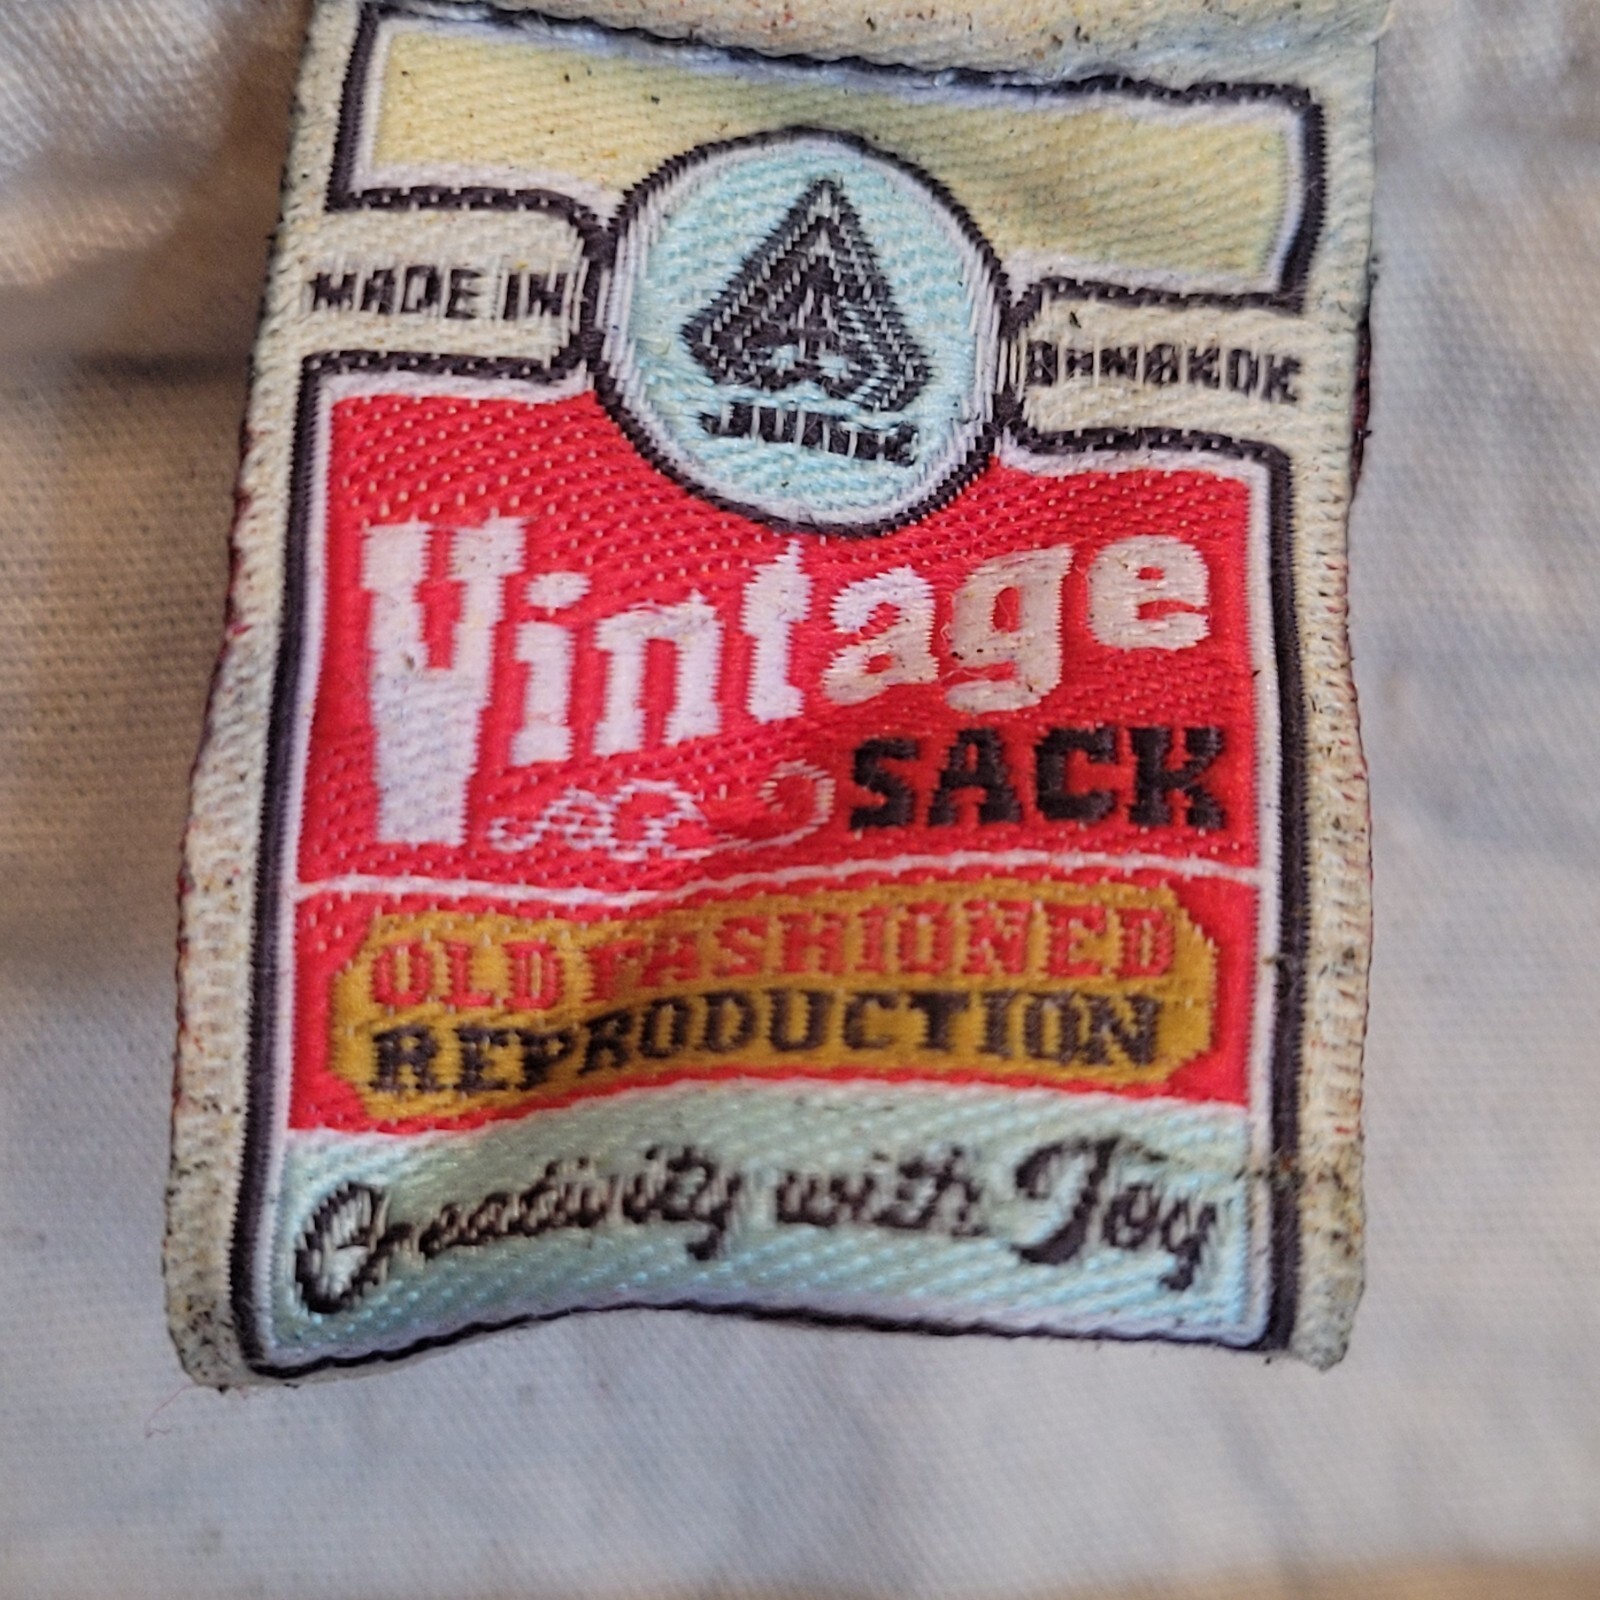 MADE IN
BANGKOK
JUNK
Vintage
SACK
OLD FASHIONED
REPRODUCTION
Creativity with Joy